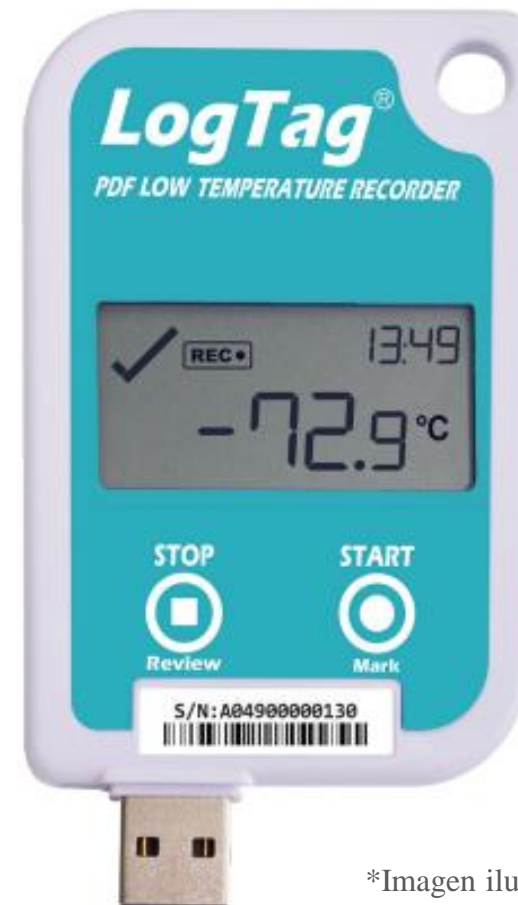 LogTag®
PDF LOW TEMPERATURE RECORDER
REC 13:49
-72.9 °C
STOP START
Review Mark
S/N:A04900000130
*Imagen ilu